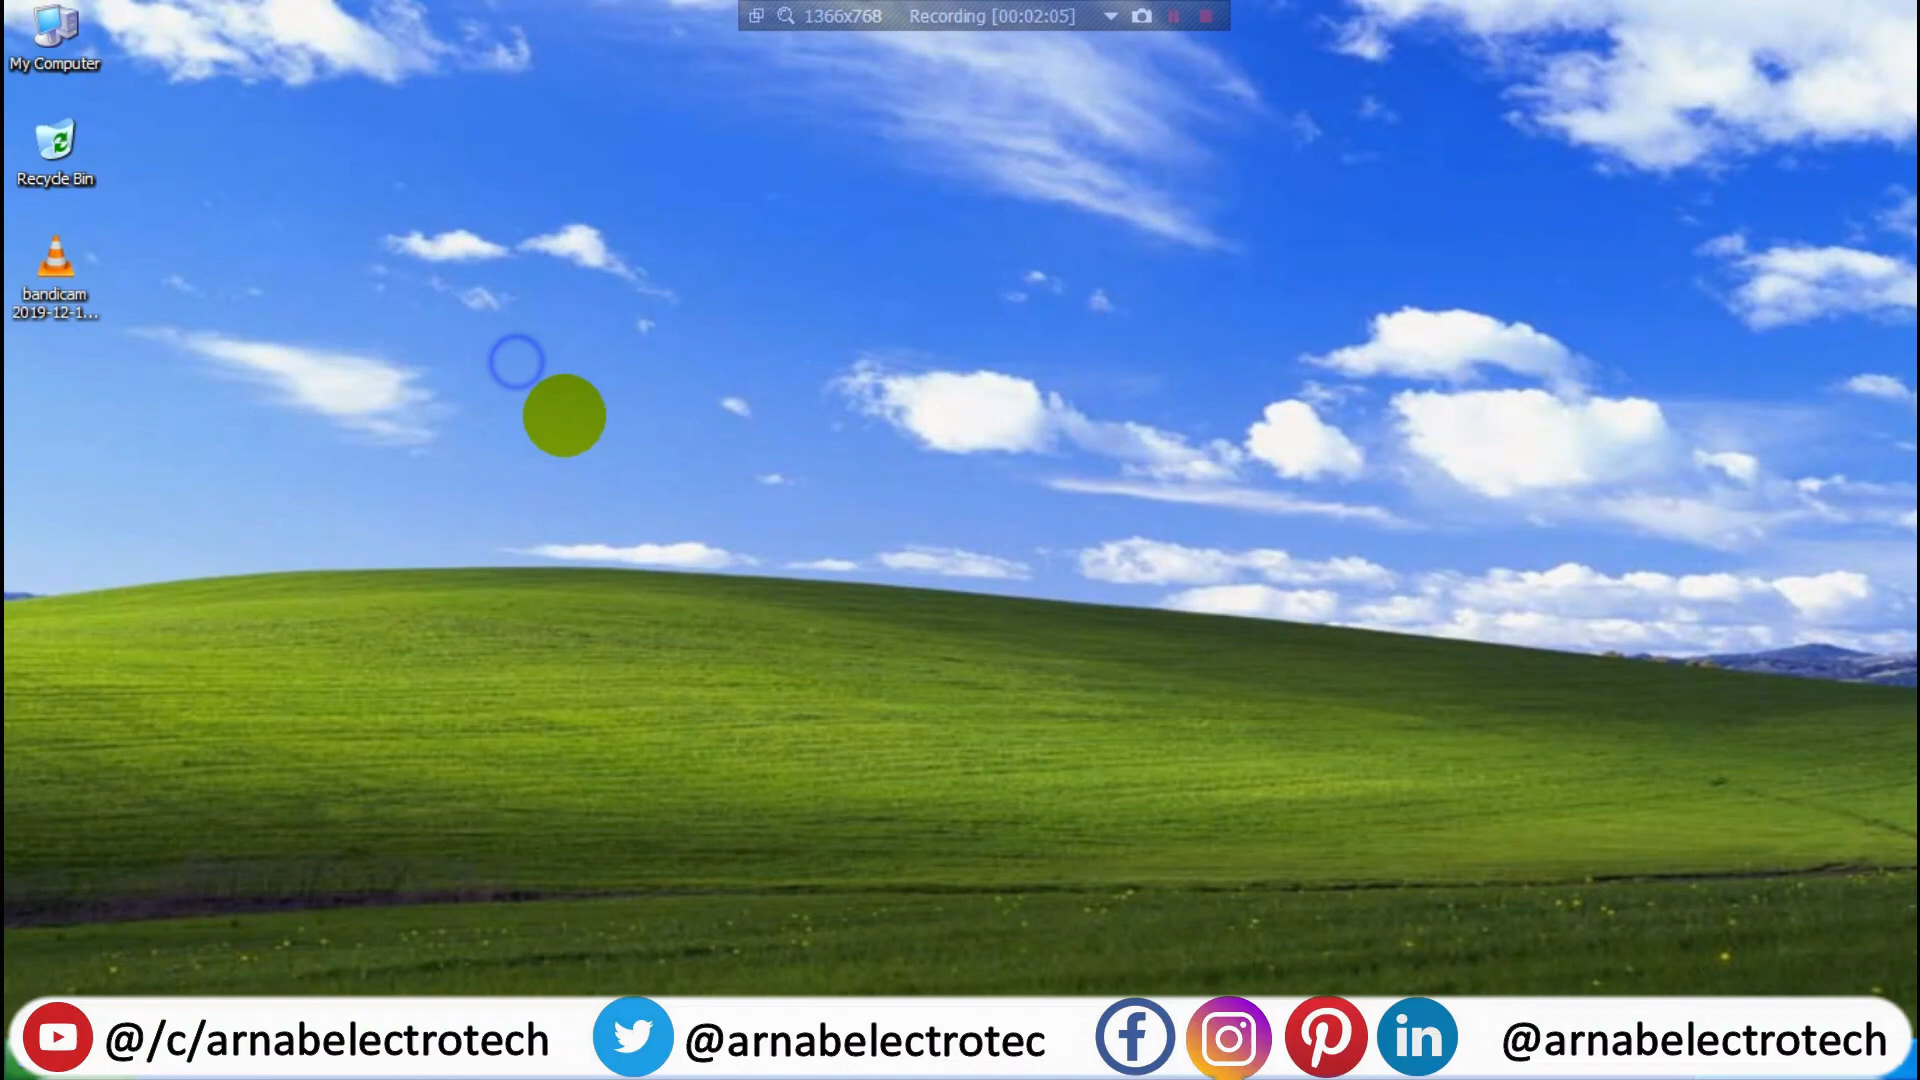 1366x768 Recording [00:02:05]
My Computer
Recycle Bin
bandicam
2019-12-1...
@/c/arnabelectrotech @arnabelectrotec @arnabelectrotech